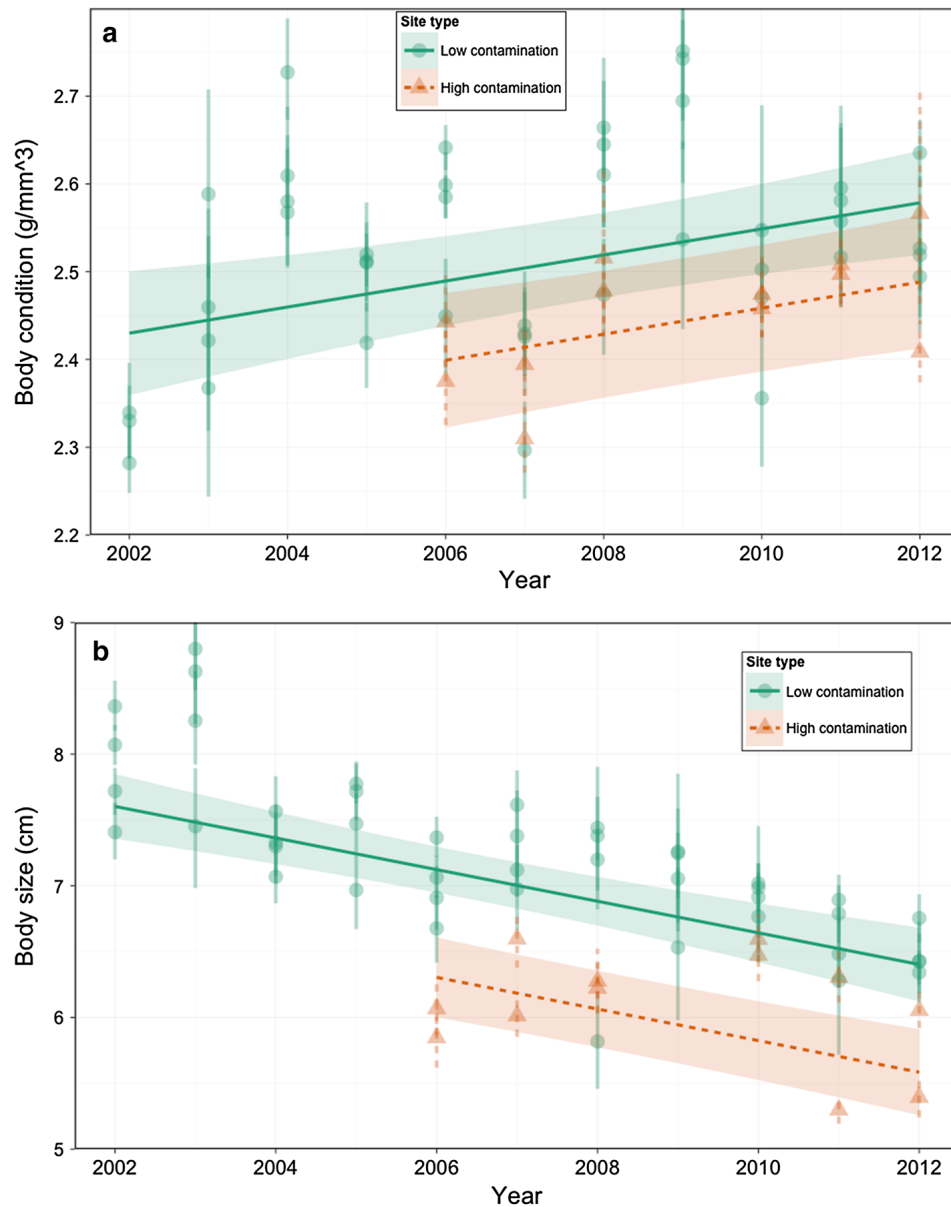 a
Site type
Low contamination
High contamination
Body condition (g/mm^3)
2.7
2.6
2.5
2.4
2.3
2.2
2002 2004 2006 2008 2010 2012
Year
b
Site type
Low contamination
High contamination
Body size (cm)
9
8
7
6
5
2002 2004 2006 2008 2010 2012
Year